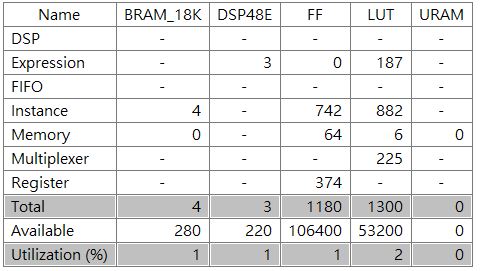 Name BRAM_18K DSP48E FF LUT URAM
DSP - - - - -
Expression - 3 0 187 -
FIFO - - - - -
Instance 4 - 742 882 -
Memory 0 - 64 6 0
Multiplexer - - - 225 -
Register - - 374 - -
Total 4 3 1180 1300 0
Available 280 220 106400 53200 0
Utilization (%) 1 1 1 2 0